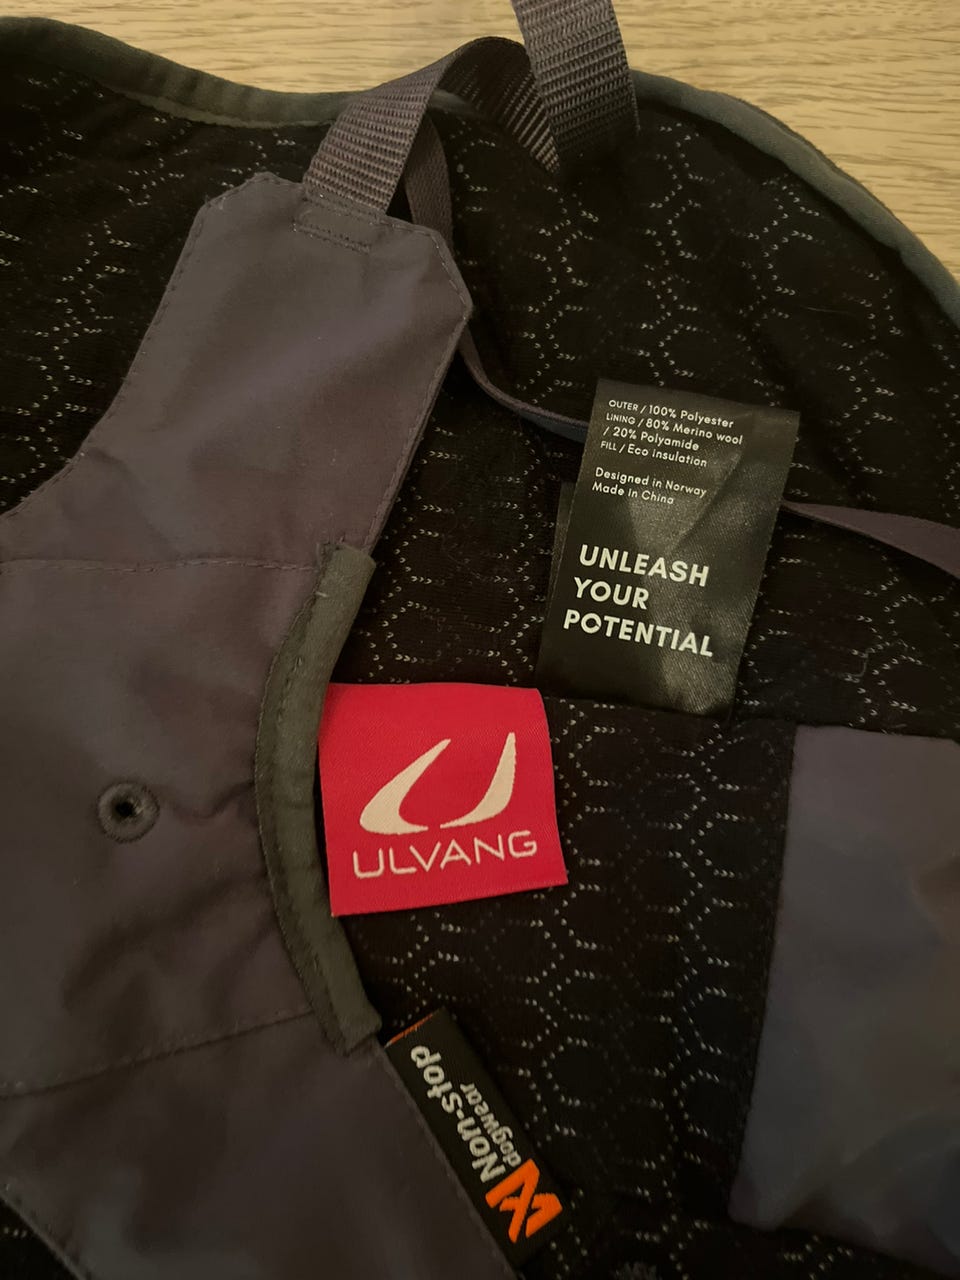 OUTER / 100% Polyester
LINING / 80% Merino wool
/ 20% Polyamide
FILL / Eco insulation
Designed in Norway
Made in China
UNLEASH
YOUR
POTENTIAL
ULVANG
Non-stop
dogwear